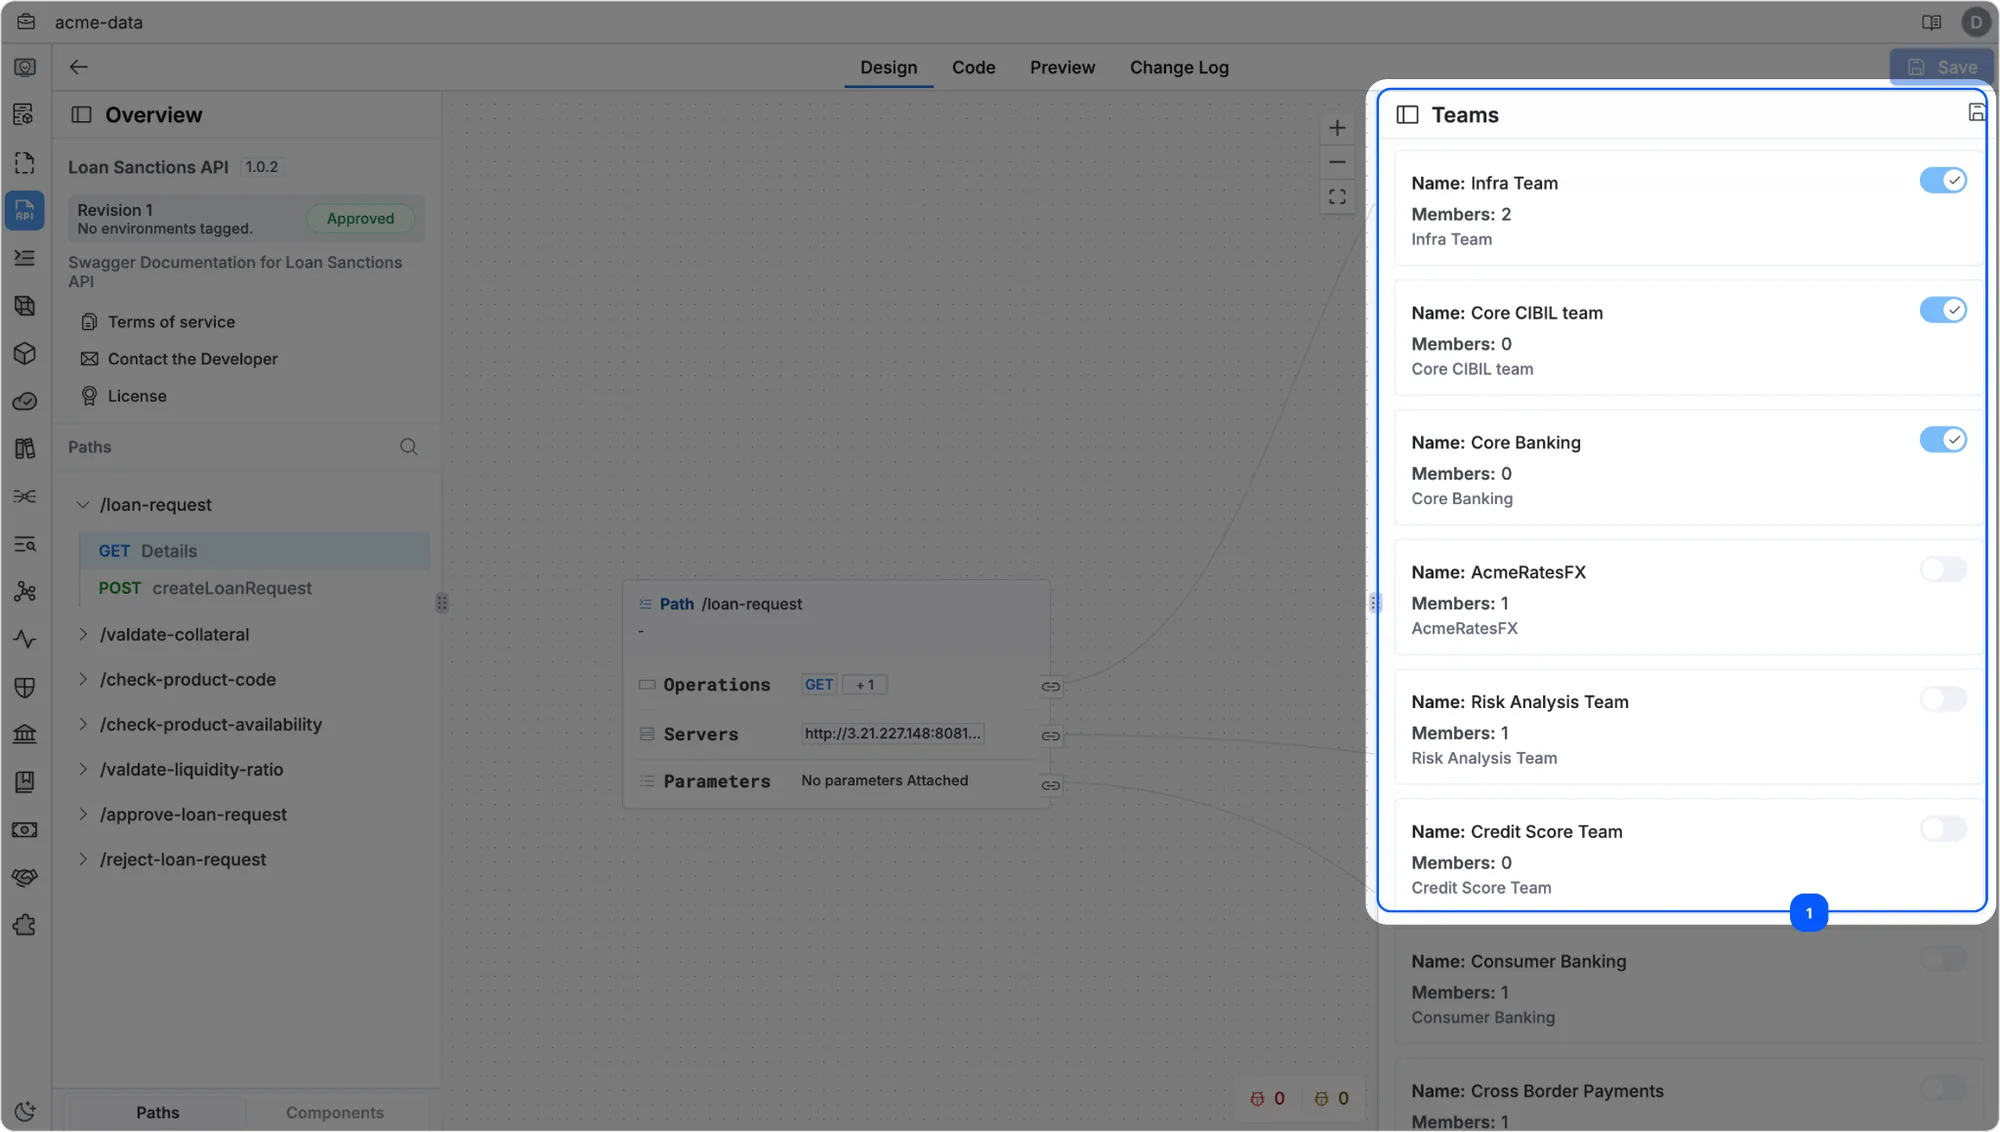 acme-data
D
Design
Code
Preview
Change Log
Save
Overview
Loan Sanctions API 1.0.2
Revision 1
No environments tagged.
Approved
Swagger Documentation for Loan Sanctions
API
Terms of service
Contact the Developer
License
Paths
/loan-request
GET Details
POST createLoanRequest
/valdate-collateral
/check-product-code
/check-product-availability
/valdate-liquidity-ratio
/approve-loan-request
/reject-loan-request
Paths
Components
API
Path /loan-request
-
Operations GET + 1
Servers http://3.21.227.148:8081...
Parameters No parameters Attached
0
0
Teams
Name: Infra Team
Members: 2
Infra Team
Name: Core CIBIL team
Members: 0
Core CIBIL team
Name: Core Banking
Members: 0
Core Banking
Name: AcmeRatesFX
Members: 1
AcmeRatesFX
Name: Risk Analysis Team
Members: 1
Risk Analysis Team
Name: Credit Score Team
Members: 0
Credit Score Team
1
Name: Consumer Banking
Members: 1
Consumer Banking
Name: Cross Border Payments
Members: 1